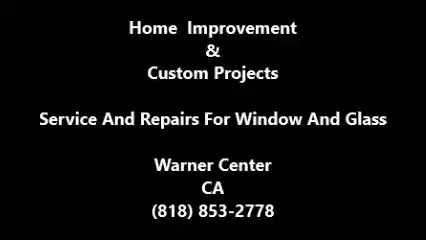 Home  Improvement
&
Custom Projects
Service And Repairs For Window And Glass
Warner Center
CA
(818) 853-2778